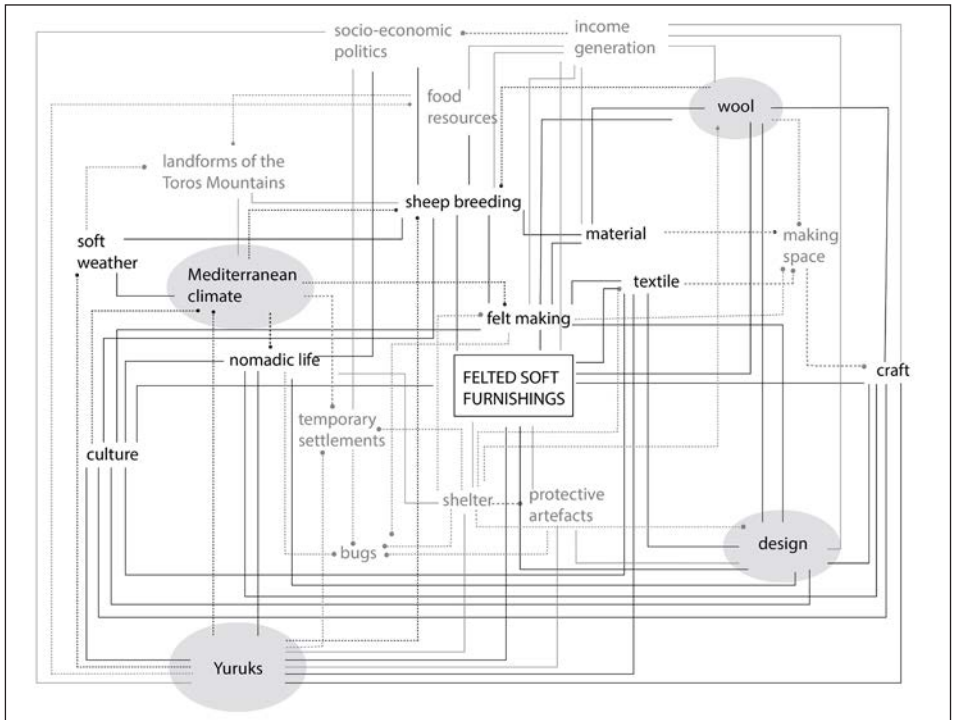 socio-economic
politics
income
generation
food
resources
wool
landforms of the
Toros Mountains
sheep breeding
soft
weather
material
making
space
Mediterranean
climate
textile
felt making
nomadic life
FELTED SOFT
FURNISHINGS
craft
temporary
settlements
culture
shelter
protective
artefacts
bugs
design
Yuruks